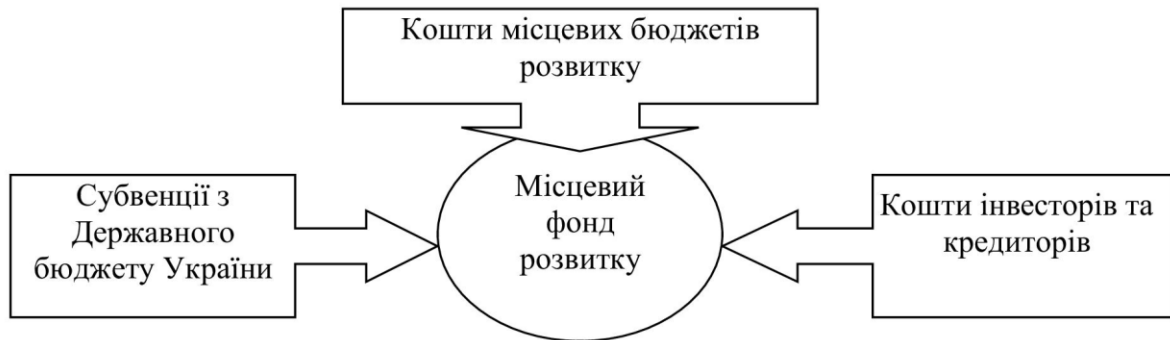 Кошти місцевих бюджетів
розвитку
Субвенції з
Державного
бюджету України
Місцевий
фонд
розвитку
Кошти інвесторів та
кредиторів